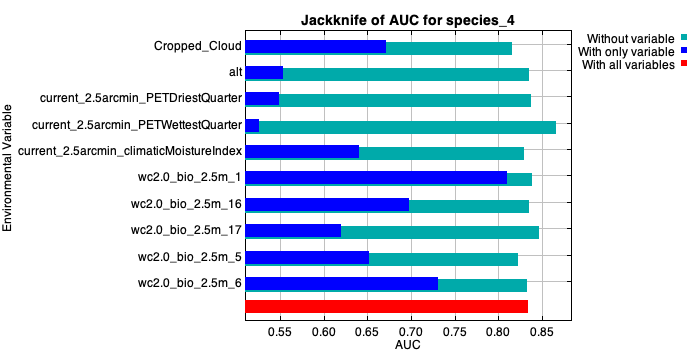 Jackknife of AUC for species_4
Without variable
With only variable
With all variables
Environmental Variable
Cropped_Cloud
alt
current_2.5arcmin_PETDriestQuarter
current_2.5arcmin_PETWettestQuarter
current_2.5arcmin_climaticMoistureIndex
wc2.0_bio_2.5m_1
wc2.0_bio_2.5m_16
wc2.0_bio_2.5m_17
wc2.0_bio_2.5m_5
wc2.0_bio_2.5m_6
0.55 0.60 0.65 0.70 0.75 0.80 0.85
AUC